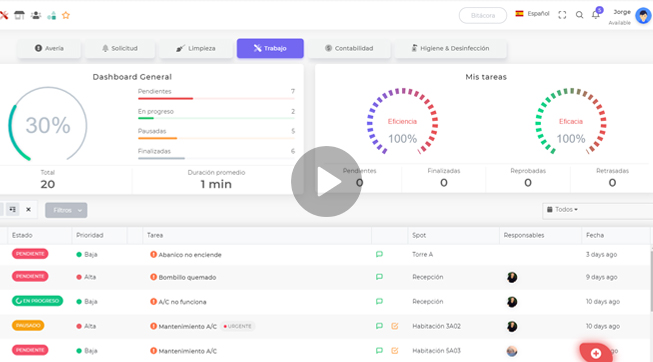 Bitácora Español 5 Jorge
Available
Avería Solicitud Limpieza Trabajo Contabilidad Higiene & Desinfección
Dashboard General
30%
Pendientes 7
En progreso 2
Pausadas 5
Finalizadas 6
Total
20
Duración promedio
1 min
Mis tareas
Eficiencia
100%
Eficacia
100%
Pendientes
0
Finalizadas
0
Reprobadas
0
Retrasadas
0
Filtros Todos
Estado Prioridad Tarea Spot Responsables Fecha
PENDIENTE Baja Abanico no enciende Torre A 3 days ago
PENDIENTE Alta Bombillo quemado Recepción 9 days ago
EN PROGRESO Baja A/C no funciona Recepción 10 days ago
PAUSADO Alta Mantenimiento A/C URGENTE Habitación 3A02 10 days ago
PENDIENTE Baja Mantenimiento A/C Habitación SA03 ago